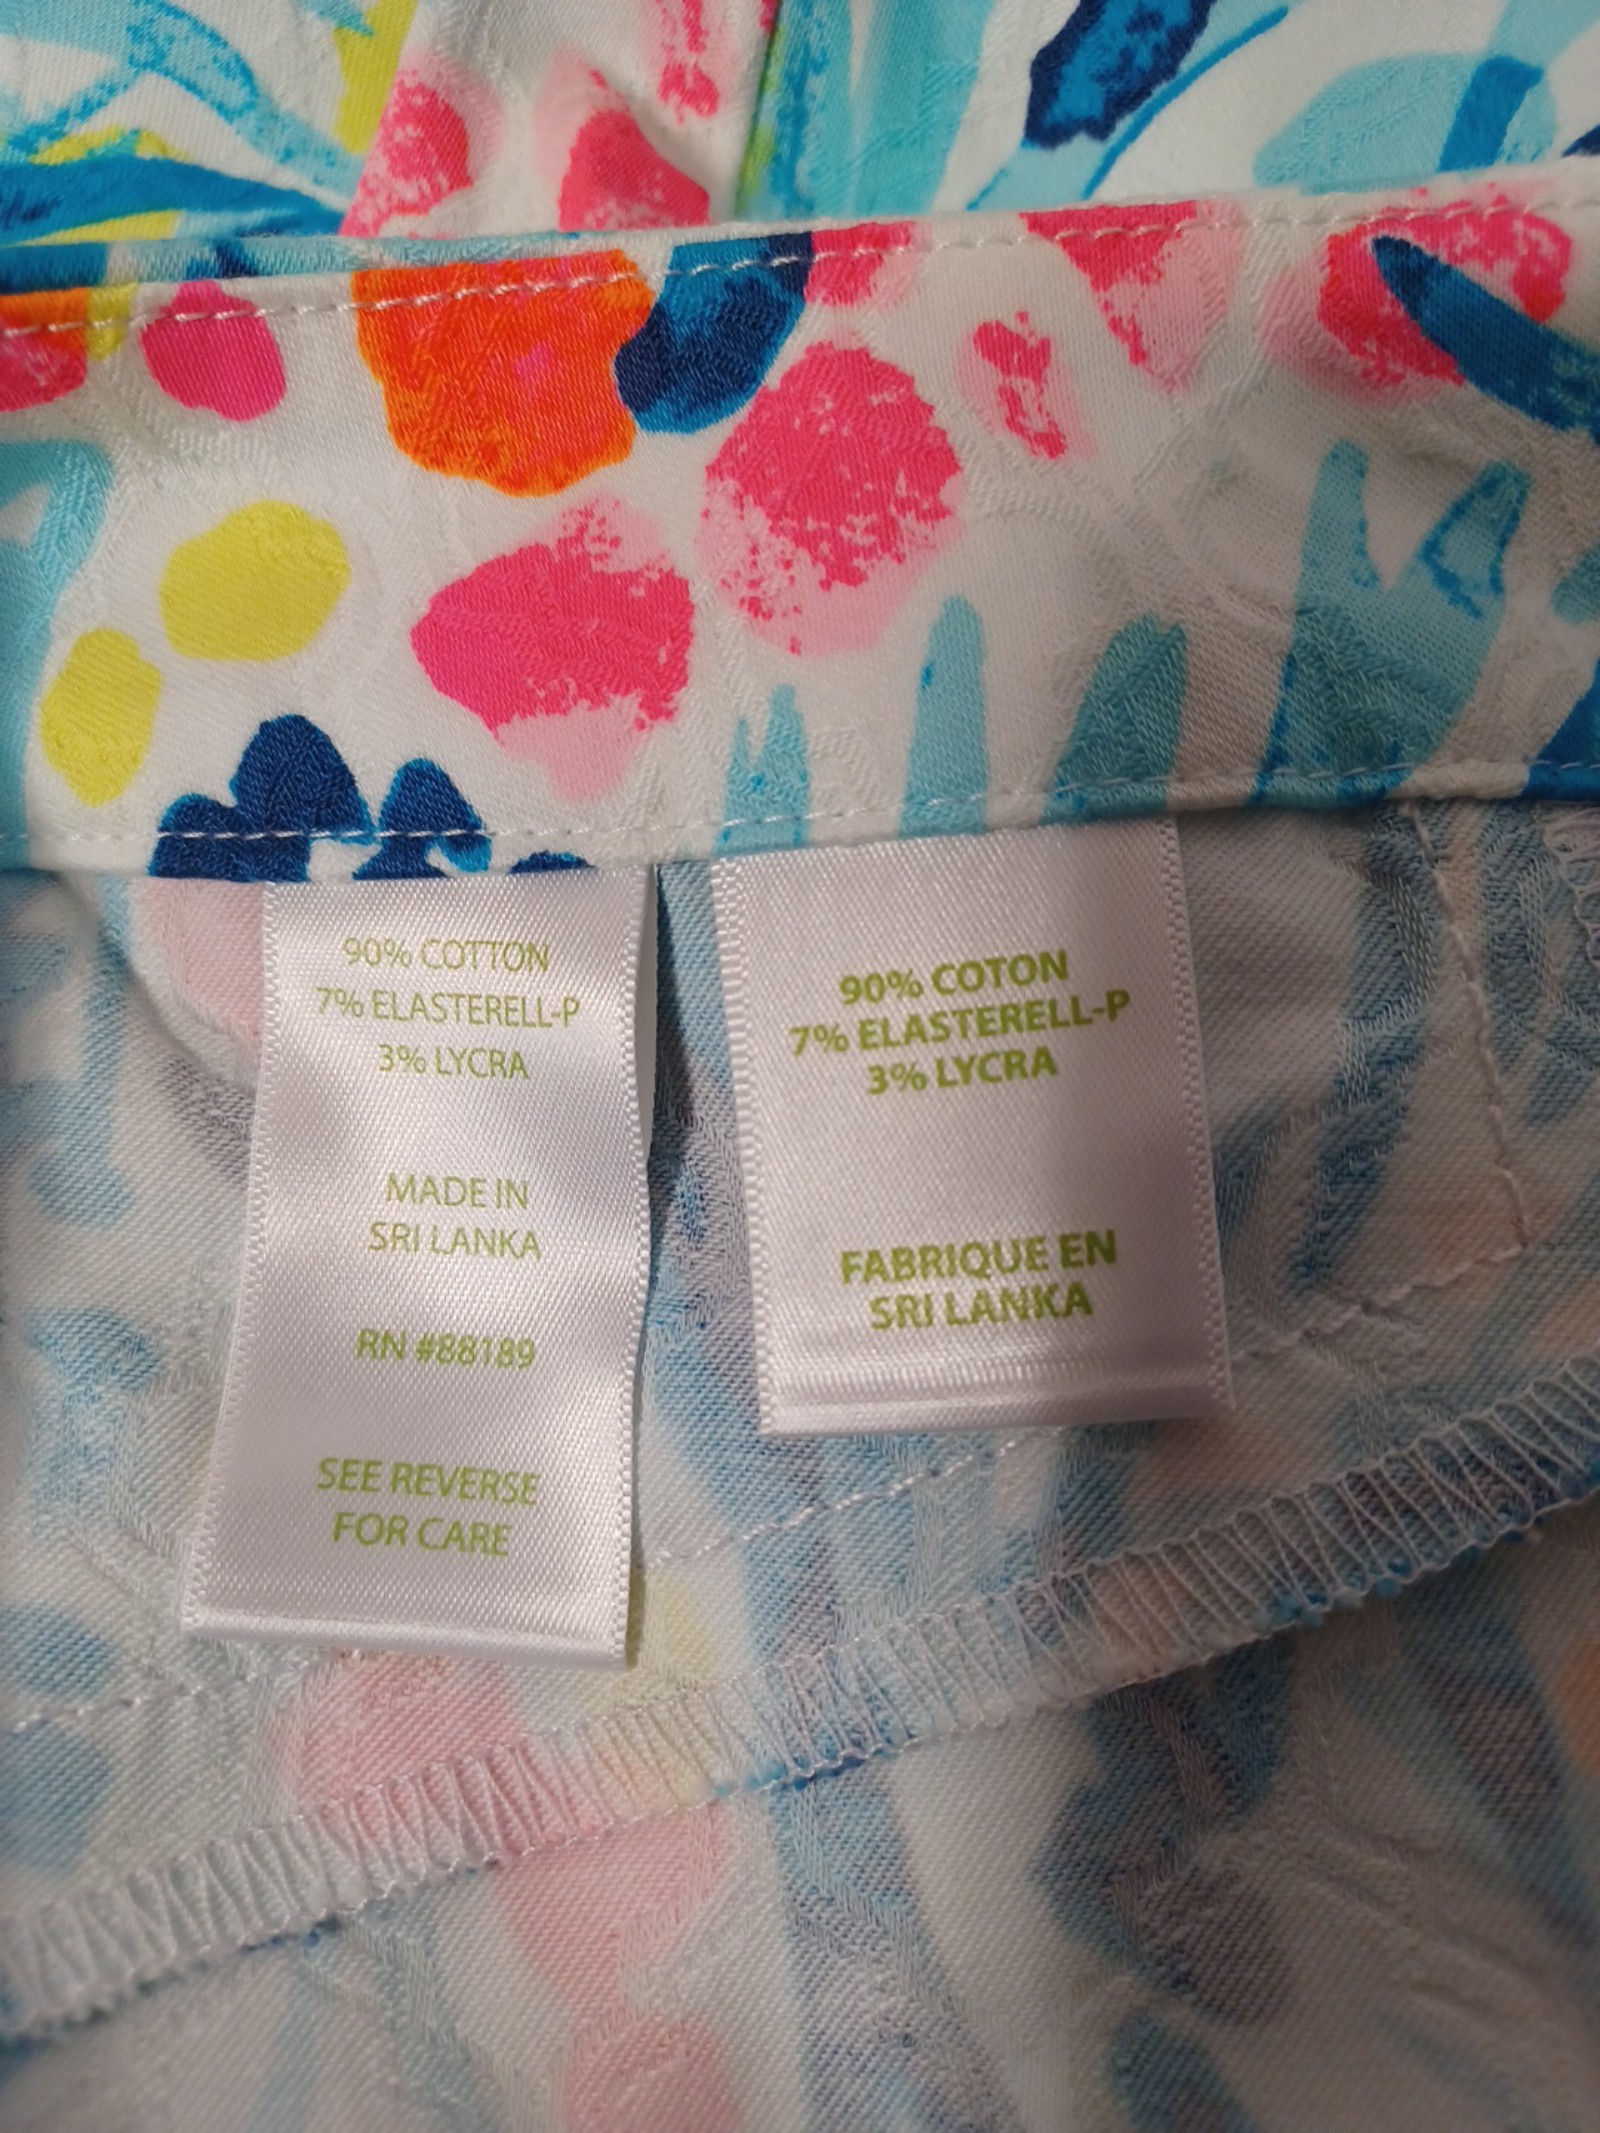 90% COTTON
7% ELASTERELL-P
3% LYCRA
MADE IN
SRI LANKA
RN #88189
SEE REVERSE
FOR CARE
90% COTON
7% ELASTERELL-P
3% LYCRA
FABRIQUE EN
SRI LANKA